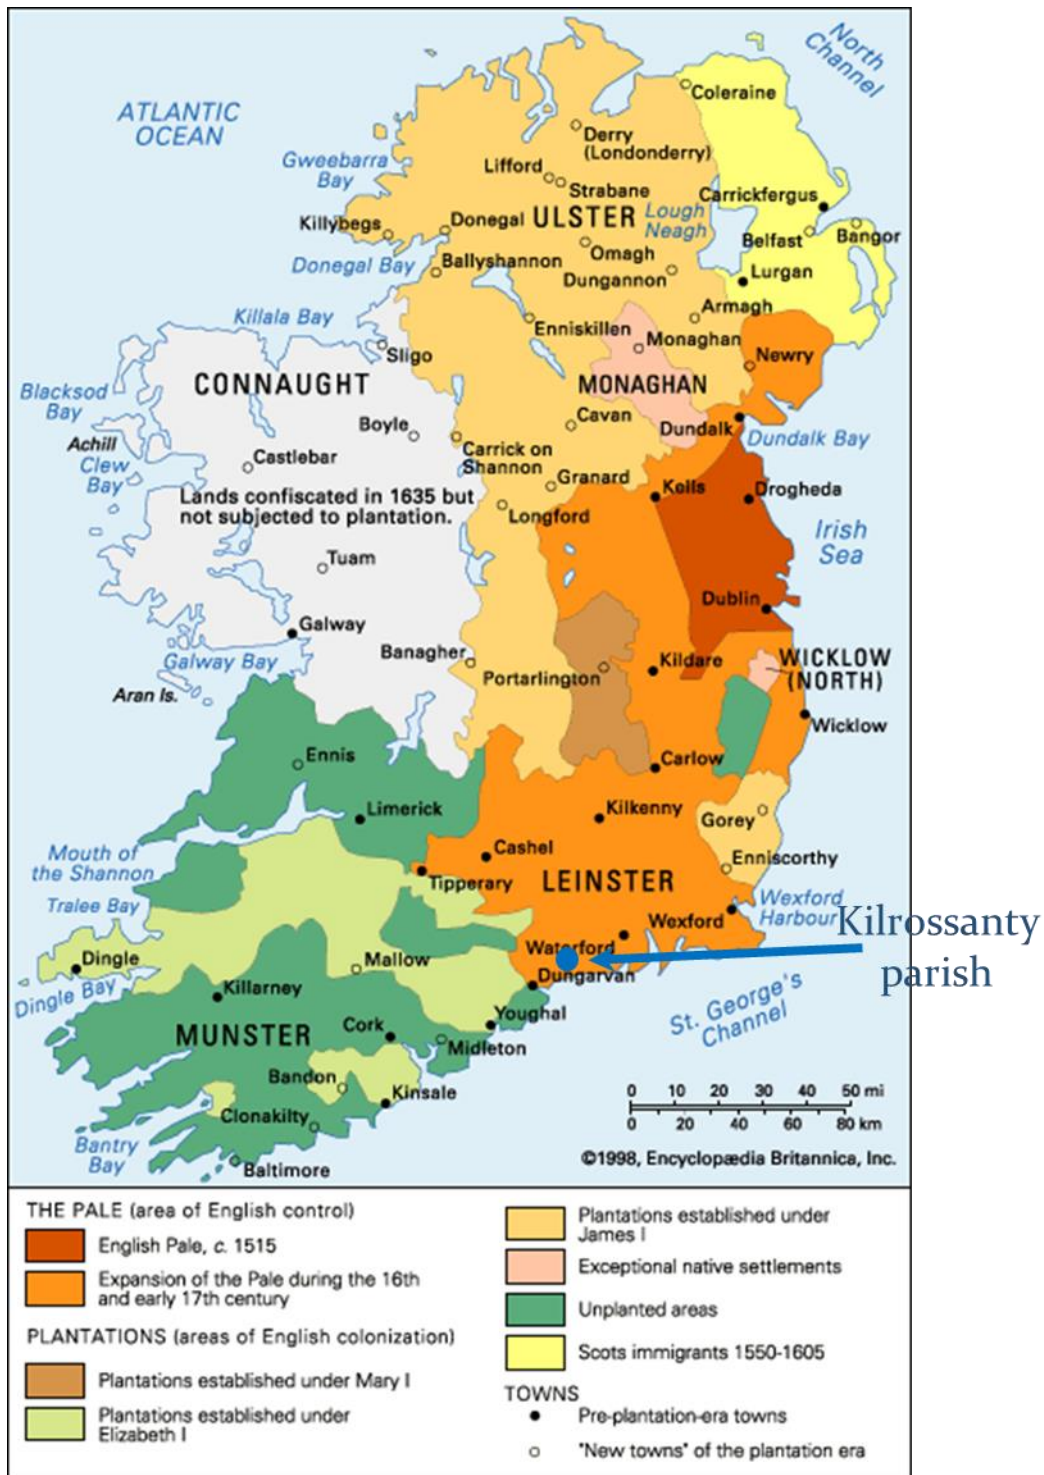 North
Channel
ATLANTIC
OCEAN
Coleraine
Derry
(Londonderry)
Gweebarra
Bay
Lifford
Strabane
Carrickfergus
Killybegs
Donegal
ULSTER
Lough
Neagh
Belfast
Bangor
Donegal Bay
Ballyshannon
Omagh
Dungannon
Lurgan
Armagh
Killala Bay
Enniskillen
Monaghan
Sligo
Newry
CONNAUGHT
MONAGHAN
Blacksod
Bay
Boyle
Cavan
Dundalk
Dundalk Bay
Achill
Clew
Bay
Castlebar
Carrick on
Shannon
Granard
Kells
Drogheda
Lands confiscated in 1635 but
not subjected to plantation.
Longford
Irish
Sea
Tuam
Dublin
Galway
Galway Bay
Banagher
Kildare
WICKLOW
(NORTH)
Aran Is.
Portarlington
Wicklow
Ennis
Carlow
Limerick
Kilkenny
Gorey
Mouth of
the Shannon
Cashel
Enniscorthy
Tipperary
LEINSTER
Tralee Bay
Wexford
Wexford
Harbour
Kilrossanty
parish
Waterford
Dingle
Mallow
Dungarvan
Dingle Bay
Killarney
St. George's
Channel
Youghal
MUNSTER
Cork
Midleton
Bandon
Kinsale
Clonakilty
Bantry
Bay
Baltimore
0 10 20 30 40 50 mi
0 20 40 60 80 km
©1998, Encyclopædia Britannica, Inc.
THE PALE (area of English control)
English Pale, c. 1515
Expansion of the Pale during the 16th
and early 17th century
PLANTATIONS (areas of English colonization)
Plantations established under Mary I
Plantations established under
Elizabeth I
Plantations established under
James I
Exceptional native settlements
Unplanted areas
Scots immigrants 1550-1605
TOWNS
Pre-plantation-era towns
"New towns" of the plantation era